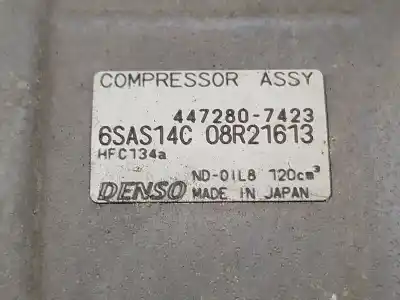 COMPRESSOR ASSY
447280-7423
6SAS14C 08R21613
HFC134a
ND-OIL8 120cm³
DENSO MADE IN JAPAN